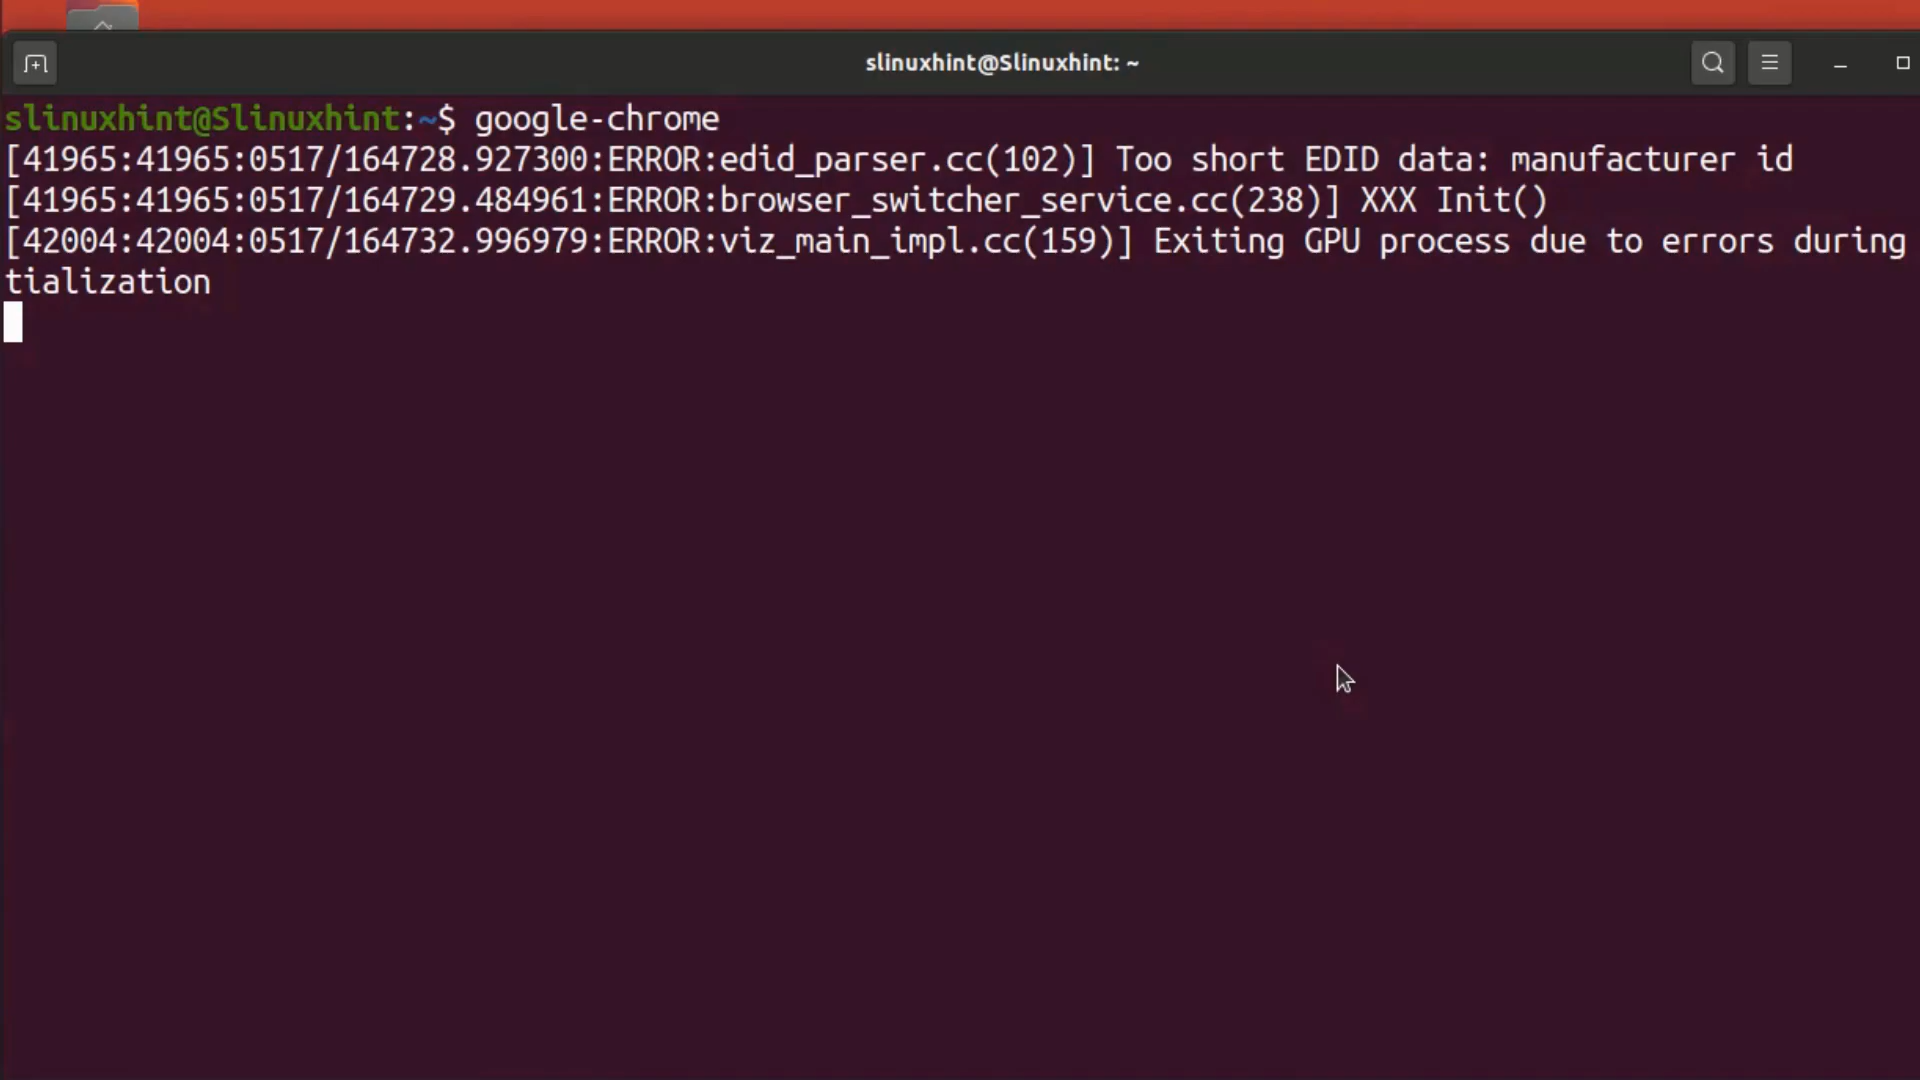 slinuxhint@Slinuxhint: ~
slinuxhint@Slinuxhint:~$ google-chrome
[41965:41965:0517/164728.927300:ERROR:edid_parser.cc(102)] Too short EDID data: manufacturer id
[41965:41965:0517/164729.484961:ERROR:browser_switcher_service.cc(238)] XXX Init()
[42004:42004:0517/164732.996979:ERROR:viz_main_impl.cc(159)] Exiting GPU process due to errors during
tialization